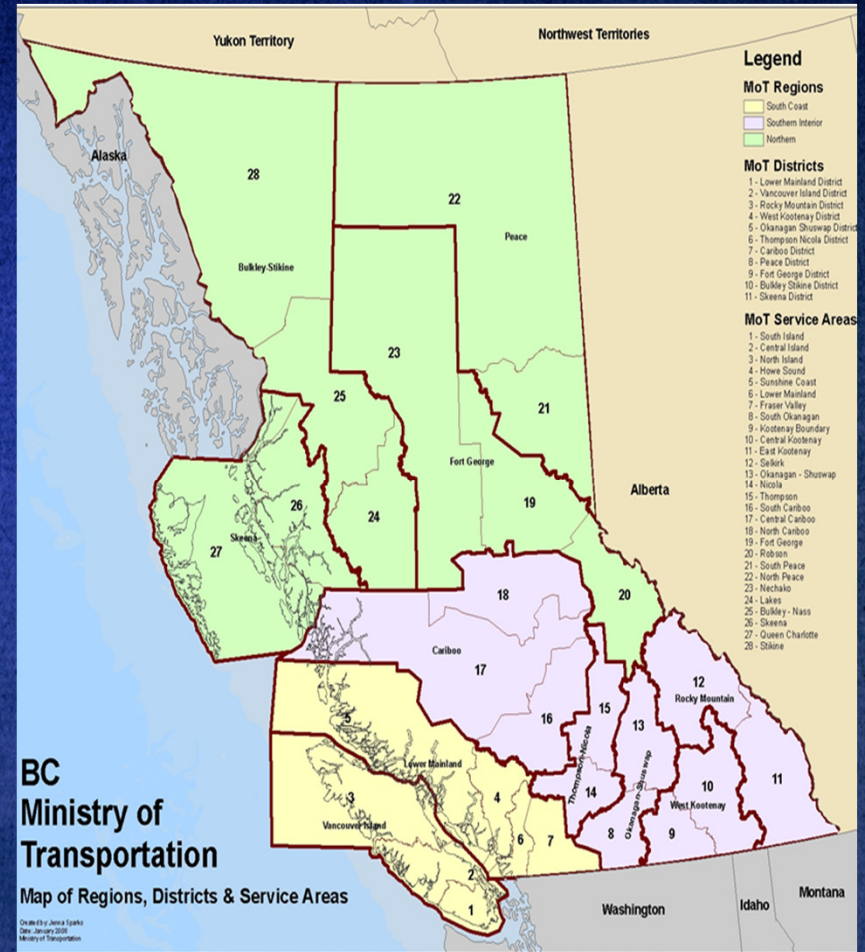 Yukon Territory
Northwest Territories
Legend
MoT Regions
South Coast
Southern Interior
Northern
MoT Districts
1 - Lower Mainland District
2 - Vancouver Island District
3 - Rocky Mountain District
4 - West Kootenay District
5 - Okanagan Shuswap District
6 - Thompson Nicola District
7 - Cariboo District
8 - Peace District
9 - Fort George District
10 - Bulkley Stikine District
11 - Skeena District
MoT Service Areas
1 - South Island
2 - Central Island
3 - North Island
4 - Howe Sound
5 - Sunshine Coast
6 - Lower Mainland
7 - Fraser Valley
8 - South Okanagan
9 - Kootenay Boundary
10 - Central Kootenay
11 - East Kootenay
12 - Selkirk
13 - Okanagan - Shuswap
14 - Nicola
15 - Thompson
16 - South Cariboo
17 - Central Cariboo
18 - North Cariboo
19 - Fort George
20 - Robson
21 - South Peace
22 - North Peace
23 - Nechako
24 - Lakes
25 - Bulkley - Nass
26 - Skeena
27 - Queen Charlotte
28 - Stikine
Alaska
28
22
Peace
Bulkley-Stikine
23
25
21
Fort George
Alberta
26
19
24
Skeena
27
18
20
Cariboo
17
12
Rocky Mountain
15
16
13
5
Lower Mainland
Thompson-Nicola
Okanagan-Shuswap
11
10
14
3
4
West Kootenay
Vancouver Island
6
7
8
9
2
1
Washington
Idaho
Montana
BC
Ministry of
Transportation
Map of Regions, Districts & Service Areas
Created by: Jenna Sparks
Date: January 2008
Ministry of Transportation